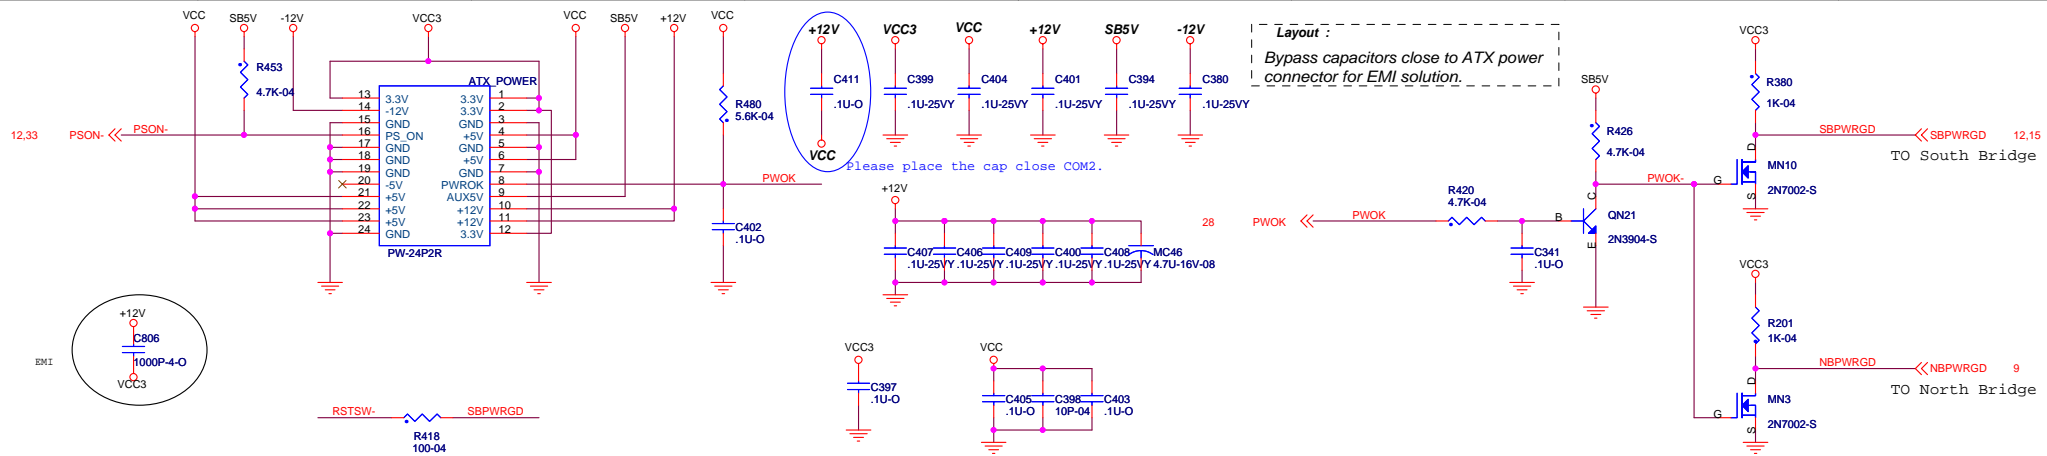 VCC
SB5V
-12V
VCC3
VCC
SB5V
+12V
VCC
R453
4.7K-04
12,33
PSON-
PSON-
ATX_POWER
13 3.3V 3.3V 1
14 -12V 3.3V 2
15 GND GND 3
16 PS_ON +5V 4
17 GND GND 5
18 GND +5V 6
19 GND GND 7
20 -5V PWROK 8
21 +5V AUX5V 9
22 +5V +12V 10
23 +5V +12V 11
24 GND 3.3V 12
PW-24P2R
R480
5.6K-04
PWOK
C402
.1U-O
+12V
C411
.1U-O
VCC
Please place the cap close COM2.
VCC3
C399
.1U-25VY
VCC
C404
.1U-25VY
+12V
C401
.1U-25VY
SB5V
C394
.1U-25VY
-12V
C380
.1U-25VY
Layout :
Bypass capacitors close to ATX power
connector for EMI solution.
+12V
C407
.1U-25VY
C406
.1U-25VY
C409
.1U-25VY
C400
.1U-25VY
C408
.1U-25VY
MC46
4.7U-16V-08
28
PWOK
PWOK
R420
4.7K-04
C341
.1U-O
SB5V
R426
4.7K-04
B
C
E
QN21
2N3904-S
PWOK-
VCC3
R380
1K-04
SBPWRGD
SBPWRGD
12,15
TO South Bridge
D
G
S
MN10
2N7002-S
VCC3
R201
1K-04
NBPWRGD
NBPWRGD
9
TO North Bridge
D
G
S
MN3
2N7002-S
EMI
+12V
C806
1000P-4-O
VCC3
RSTSW-
SBPWRGD
R418
100-04
VCC3
C397
.1U-O
VCC
C405
.1U-O
C398
10P-04
C403
.1U-O